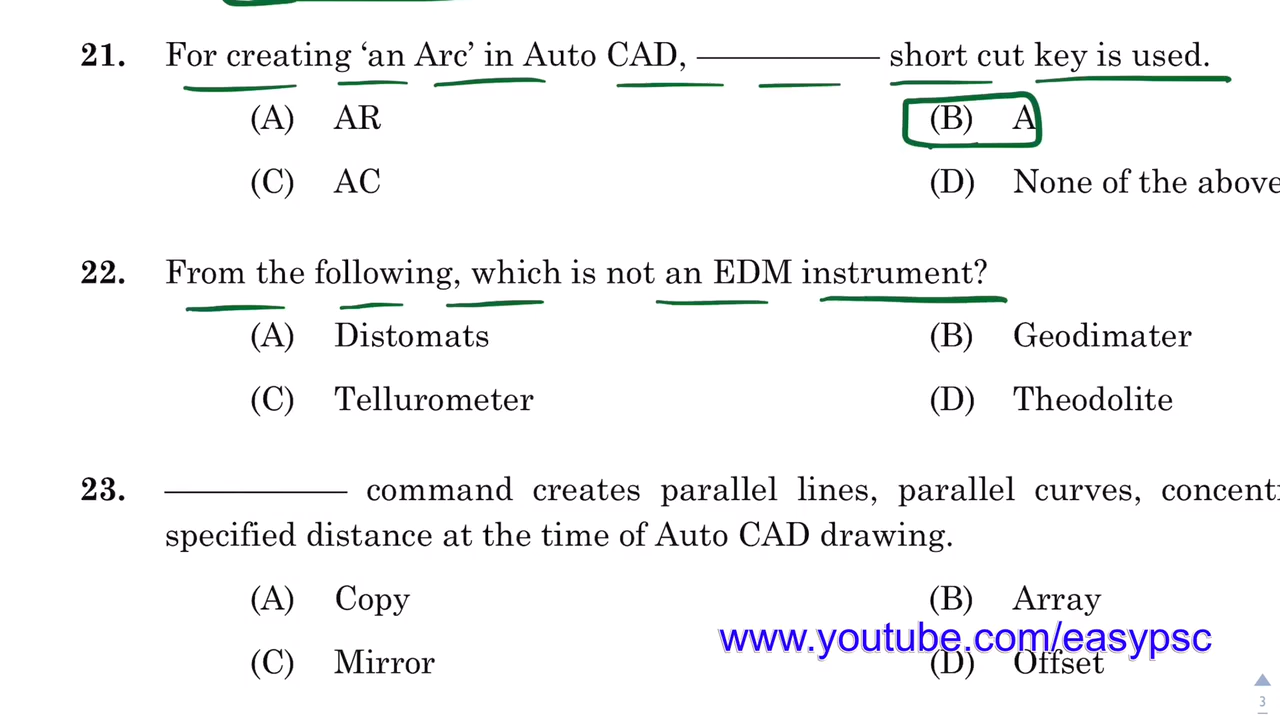 21. For creating ‘an Arc’ in Auto CAD, ———— short cut key is used.
(A) AR (B) A
(C) AC (D) None of the above
22. From the following, which is not an EDM instrument?
(A) Distomats (B) Geodimater
(C) Tellurometer (D) Theodolite
23. ———— command creates parallel lines, parallel curves,
specified distance at the time of Auto CAD drawing.
(A) Copy (B) Array
www.youtube.com/easypsc
(C) Mirror (D) Offset
3